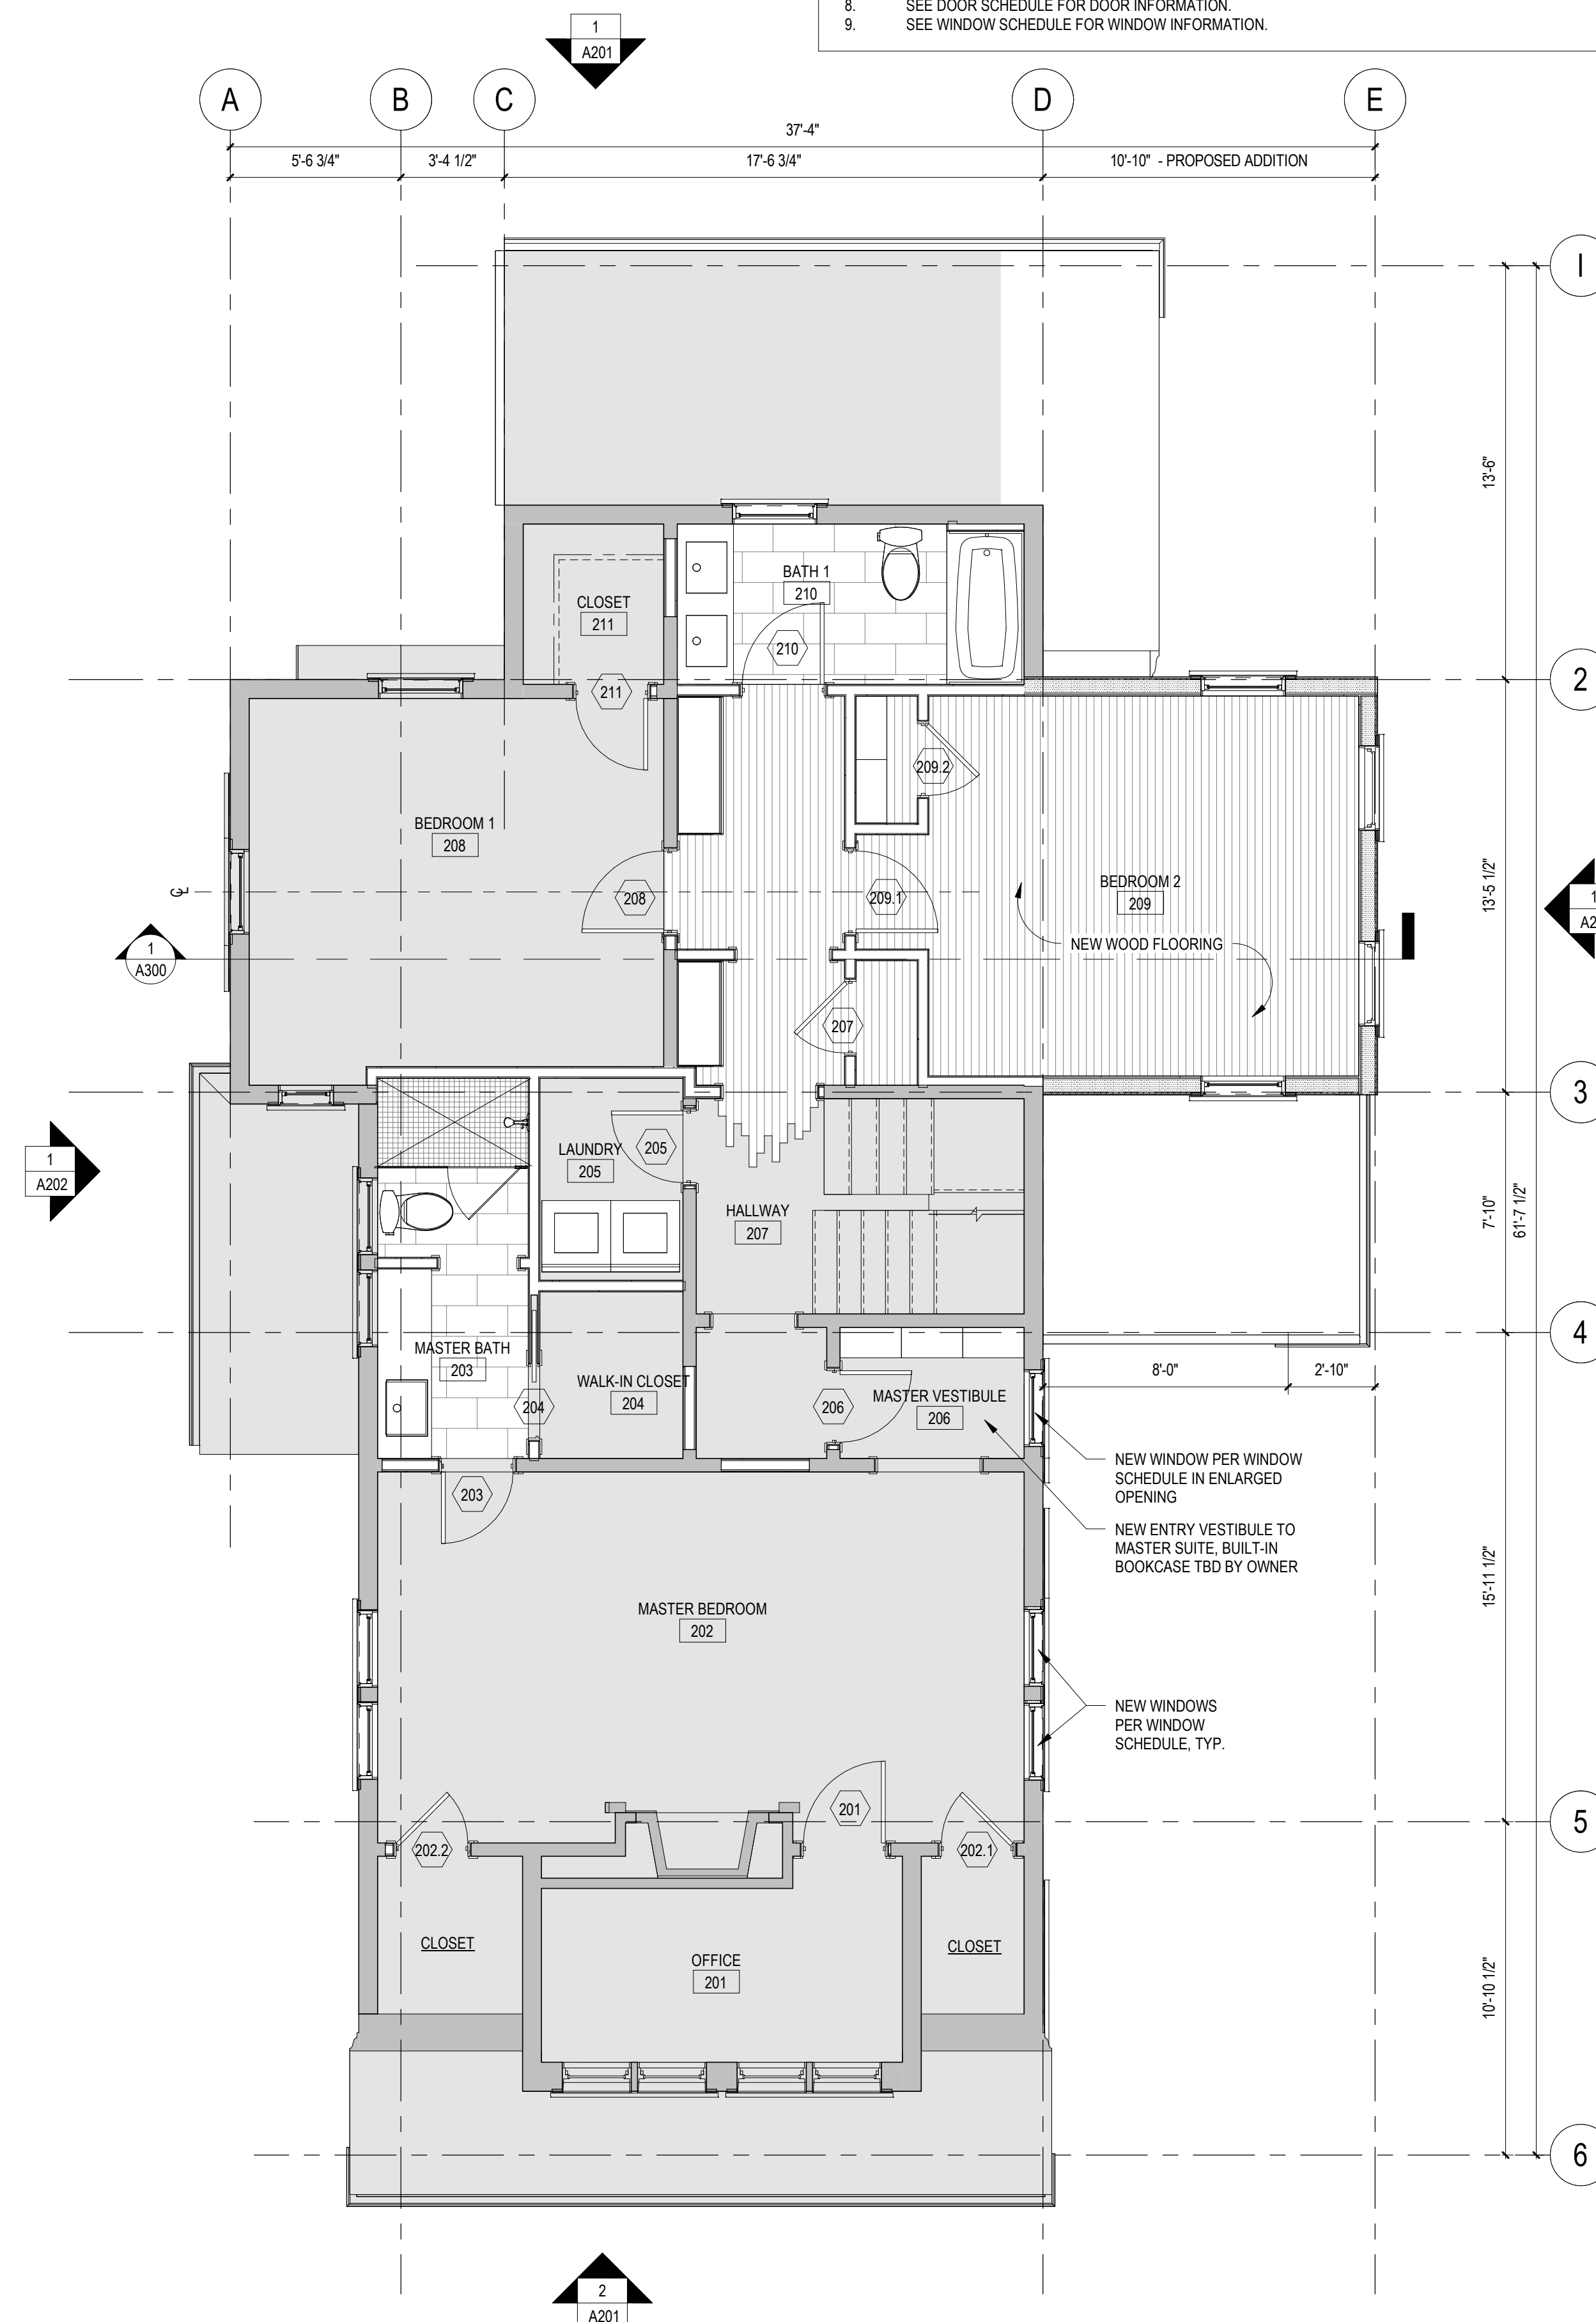 8. SEE DOOR SCHEDULE FOR DOOR INFORMATION.
9. SEE WINDOW SCHEDULE FOR WINDOW INFORMATION.
1
A201
A
B
C
D
E
37'-4"
5'-6 3/4"
3'-4 1/2"
17'-6 3/4"
10'-10" - PROPOSED ADDITION
I
13'-6"
BATH 1
210
CLOSET
211
210
211
2
209.2
BEDROOM 1
208
BEDROOM 2
209
13'-5 1/2"
1
208
209.1
NEW WOOD FLOORING
1
A300
207
3
1
A202
LAUNDRY
205
205
HALLWAY
207
7'-10"
61'-7 1/2"
4
MASTER BATH
203
WALK-IN CLOSET
204
204
206
MASTER VESTIBULE
206
8'-0"
2'-10"
NEW WINDOW PER WINDOW
SCHEDULE IN ENLARGED
OPENING
203
NEW ENTRY VESTIBULE TO
MASTER SUITE, BUILT-IN
BOOKCASE TBD BY OWNER
15'-11 1/2"
MASTER BEDROOM
202
NEW WINDOWS
PER WINDOW
SCHEDULE, TYP.
201
5
202.2
202.1
CLOSET
CLOSET
OFFICE
201
10'-10 1/2"
6
2
A201